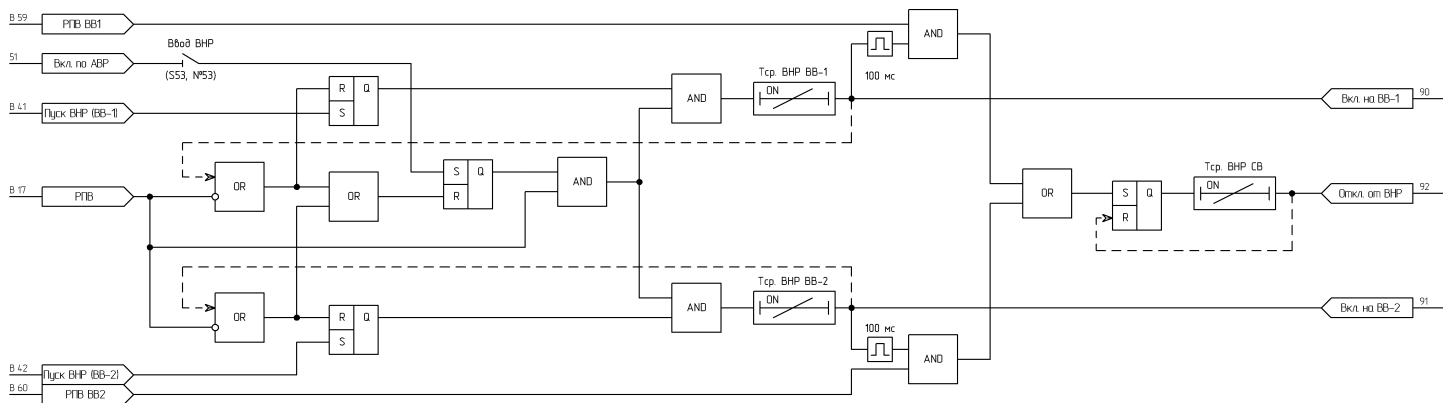 В 59 РПВ ВВ1
AND
Ввод ВНР
51 Вкл. по АВР
(S53, №53)
100 мс
Тср. ВНР ВВ-1
ON
R Q
S
AND
Вкл. на ВВ-1 90
В 41 Пуск ВНР (ВВ-1)
S Q
R
AND
Тср. ВНР СВ
ON
В 17 РПВ
OR
OR
OR
S Q
R
Откл. от ВНР 92
Тср. ВНР ВВ-2
ON
OR
R Q
S
AND
Вкл. на ВВ-2 91
100 мс
AND
В 42 Пуск ВНР (ВВ-2)
В 60 РПВ ВВ2